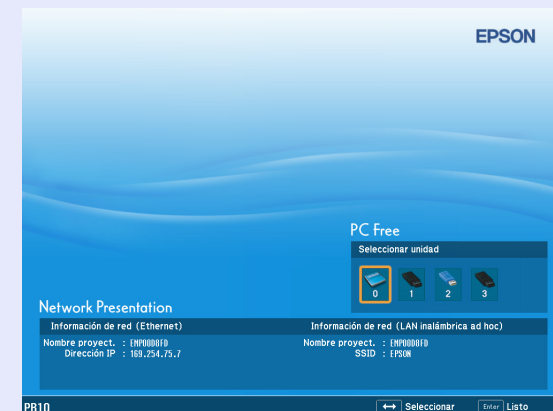 EPSON
PC Free
Seleccionar unidad
0 1 2 3
Network Presentation
Información de red (Ethernet)
Nombre proyect. : EMP00D8FD
Dirección IP : 169.254.75.7
Información de red (LAN inalámbrica ad hoc)
Nombre proyect. : EMP00D8FD
SSID : EPSON
PB10
Seleccionar
Enter Listo